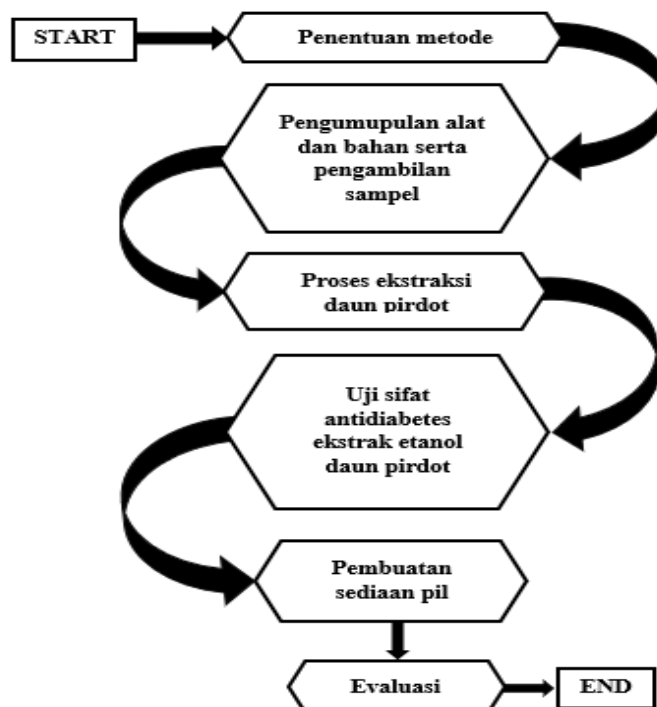 START
Penentuan metode
Pengumupulan alat
dan bahan serta
pengambilan
sampel
Proses ekstraksi
daun pirdot
Uji sifat
antidiabetes
ekstrak etanol
daun pirdot
Pembuatan
sediaan pil
Evaluasi
END